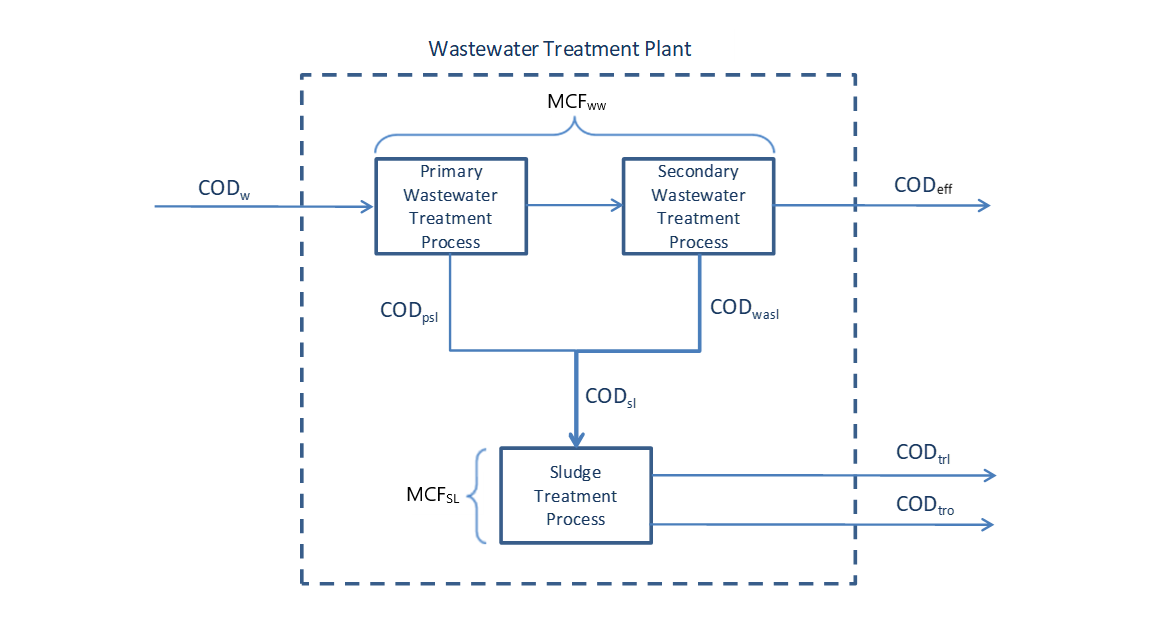 Wastewater Treatment Plant
MCFww
Primary
Wastewater
Treatment
Process
Secondary
Wastewater
Treatment
Process
CODw
CODeff
CODpsl
CODwasl
CODsl
Sludge
Treatment
Process
MCFSL
CODtrl
CODtro